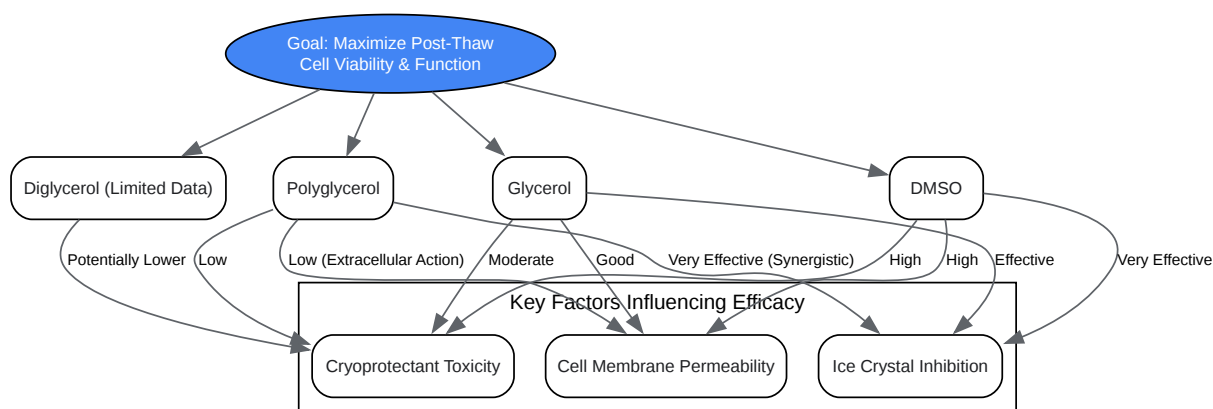 Goal: Maximize Post-Thaw
Cell Viability & Function
Diglycerol (Limited Data)
Polyglycerol
Glycerol
DMSO
Potentially Lower
Low
Low (Extracellular Action)
Moderate
Good
Very Effective (Synergistic)
High
High
Effective
Very Effective
Key Factors Influencing Efficacy
Cryoprotectant Toxicity
Cell Membrane Permeability
Ice Crystal Inhibition